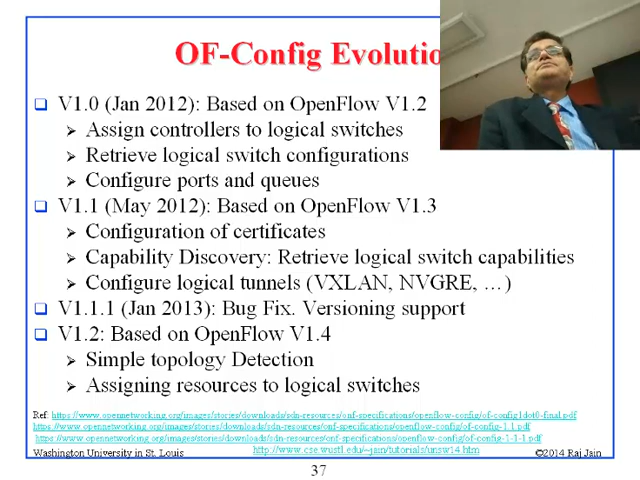 OF-Config Evolutio
V1.0 (Jan 2012): Based on OpenFlow V1.2
Assign controllers to logical switches
Retrieve logical switch configurations
Configure ports and queues
V1.1 (May 2012): Based on OpenFlow V1.3
Configuration of certificates
Capability Discovery: Retrieve logical switch capabilities
Configure logical tunnels (VXLAN, NVGRE, …)
V1.1.1 (Jan 2013): Bug Fix. Versioning support
V1.2: Based on OpenFlow V1.4
Simple topology Detection
Assigning resources to logical switches
Ref: https://www.opennetworking.org/images/stories/downloads/sdn-resources/onf-specifications/openflow-config/of-config1dot0-final.pdf
https://www.opennetworking.org/images/stories/downloads/sdn-resources/onf-specifications/openflow-config/of-config-1.1.pdf
https://www.opennetworking.org/images/stories/downloads/sdn-resources/onf-specifications/openflow-config/of-config-1-1-1.pdf
Washington University in St. Louis http://www.cse.wustl.edu/~jain/tutorials/unsw14.htm ©2014 Raj Jain
37